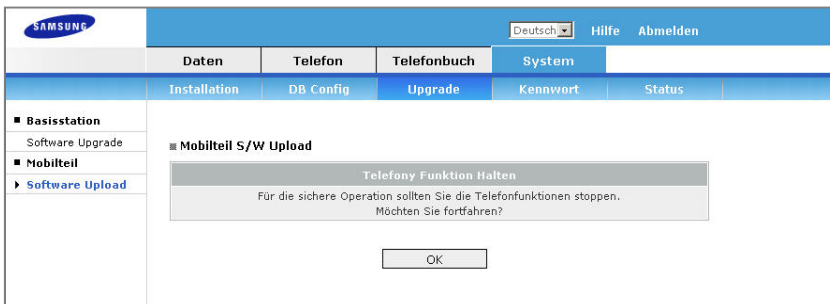 SAMSUNG
Deutsch Hilfe Abmelden
Daten Telefon Telefonbuch System
Installation DB Config Upgrade Kennwort Status
Basisstation
Software Upgrade
Mobilteil
Software Upload
Mobilteil S/W Upload
Telefony Funktion Halten
Für die sichere Operation sollten Sie die Telefonfunktionen stoppen.
Möchten Sie fortfahren?
OK